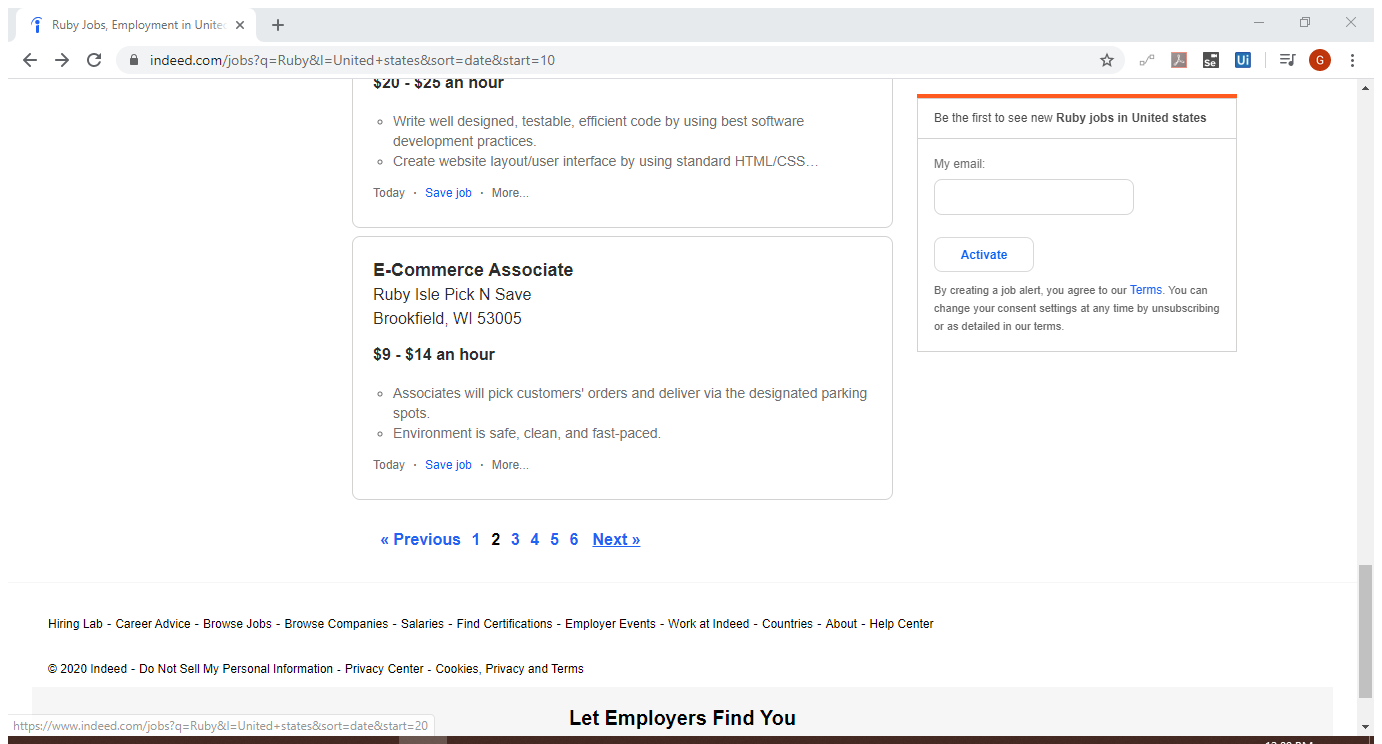 Ruby Jobs, Employment in Unite
indeed.com/jobs?q=Ruby&l=United+states&sort=date&start=10
Se
Ui
G
$20 - $25 an hour
Write well designed, testable, efficient code by using best software
development practices.
Create website layout/user interface by using standard HTML/CSS…
Today · Save job · More...
E-Commerce Associate
Ruby Isle Pick N Save
Brookfield, WI 53005
$9 - $14 an hour
Associates will pick customers' orders and deliver via the designated parking
spots.
Environment is safe, clean, and fast-paced.
Today · Save job · More...
« Previous 1 2 3 4 5 6 Next »
Be the first to see new Ruby jobs in United states
My email:
Activate
By creating a job alert, you agree to our Terms. You can
change your consent settings at any time by unsubscribing
or as detailed in our terms.
Hiring Lab - Career Advice - Browse Jobs - Browse Companies - Salaries - Find Certifications - Employer Events - Work at Indeed - Countries - About - Help Center
© 2020 Indeed - Do Not Sell My Personal Information - Privacy Center - Cookies, Privacy and Terms
Let Employers Find You
https://www.indeed.com/jobs?q=Ruby&l=United+states&sort=date&start=20